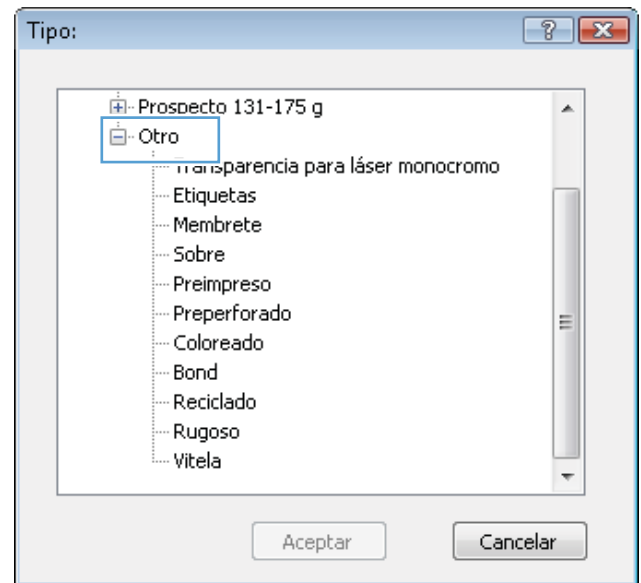 Tipo:
Prospecto 131-175 g
Otro
Transparencia para láser monocromo
Etiquetas
Membrete
Sobre
Preimpreso
Preperforado
Coloreado
Bond
Reciclado
Rugoso
Vitela
Aceptar
Cancelar